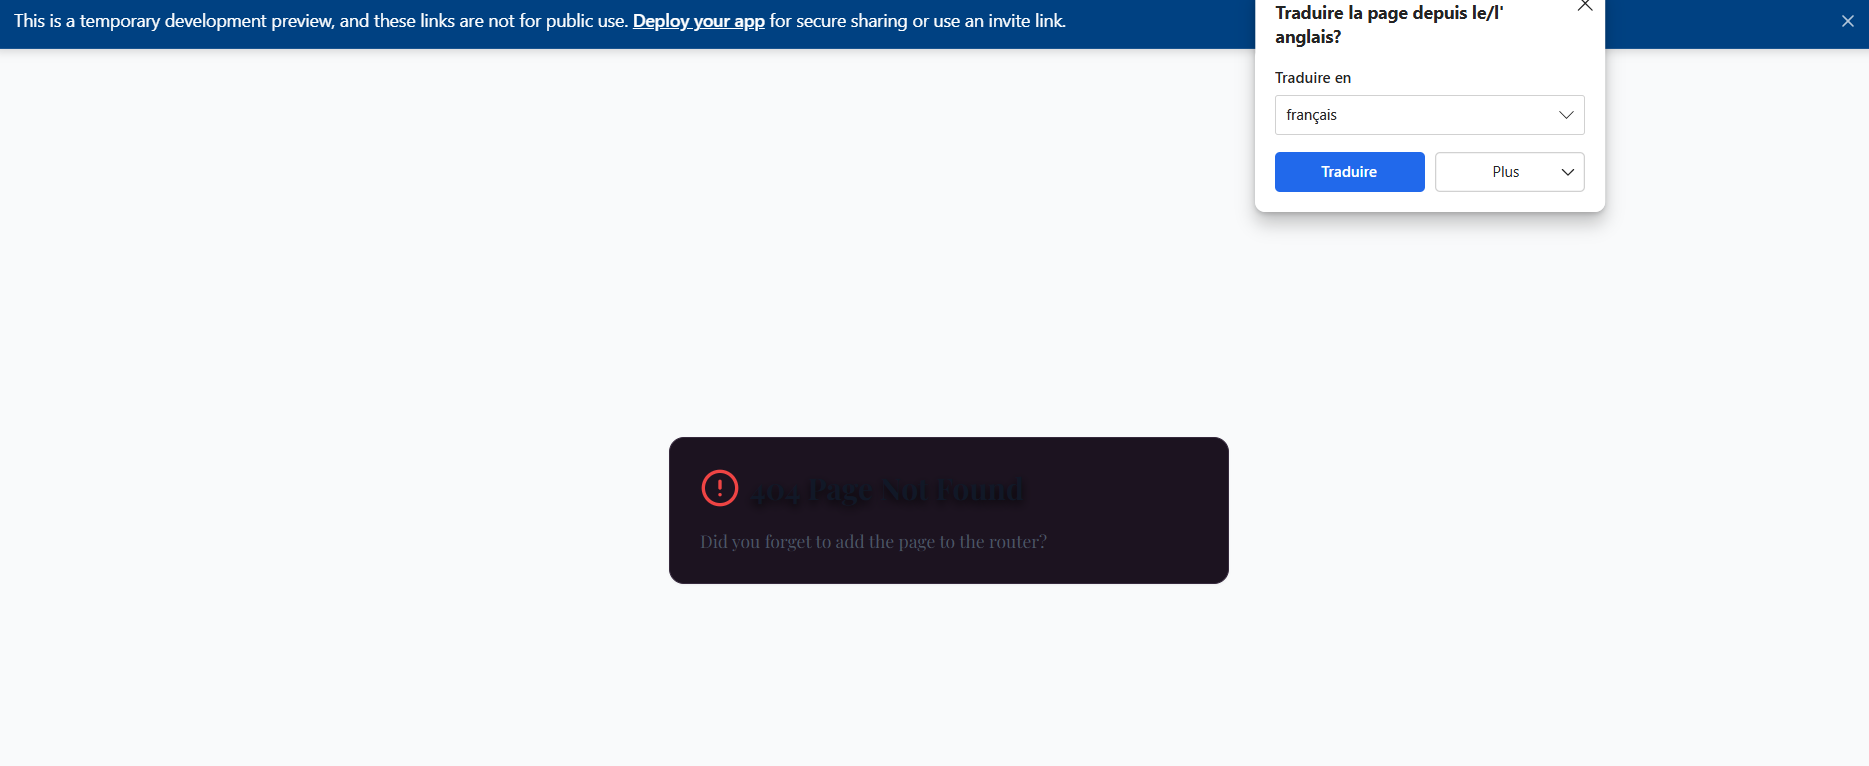 This is a temporary development preview, and these links are not for public use. Deploy your app for secure sharing or use an invite link.
Traduire la page depuis le/l'
anglais?
Traduire en
français
Traduire
Plus
404 Page Not Found
Did you forget to add the page to the router?